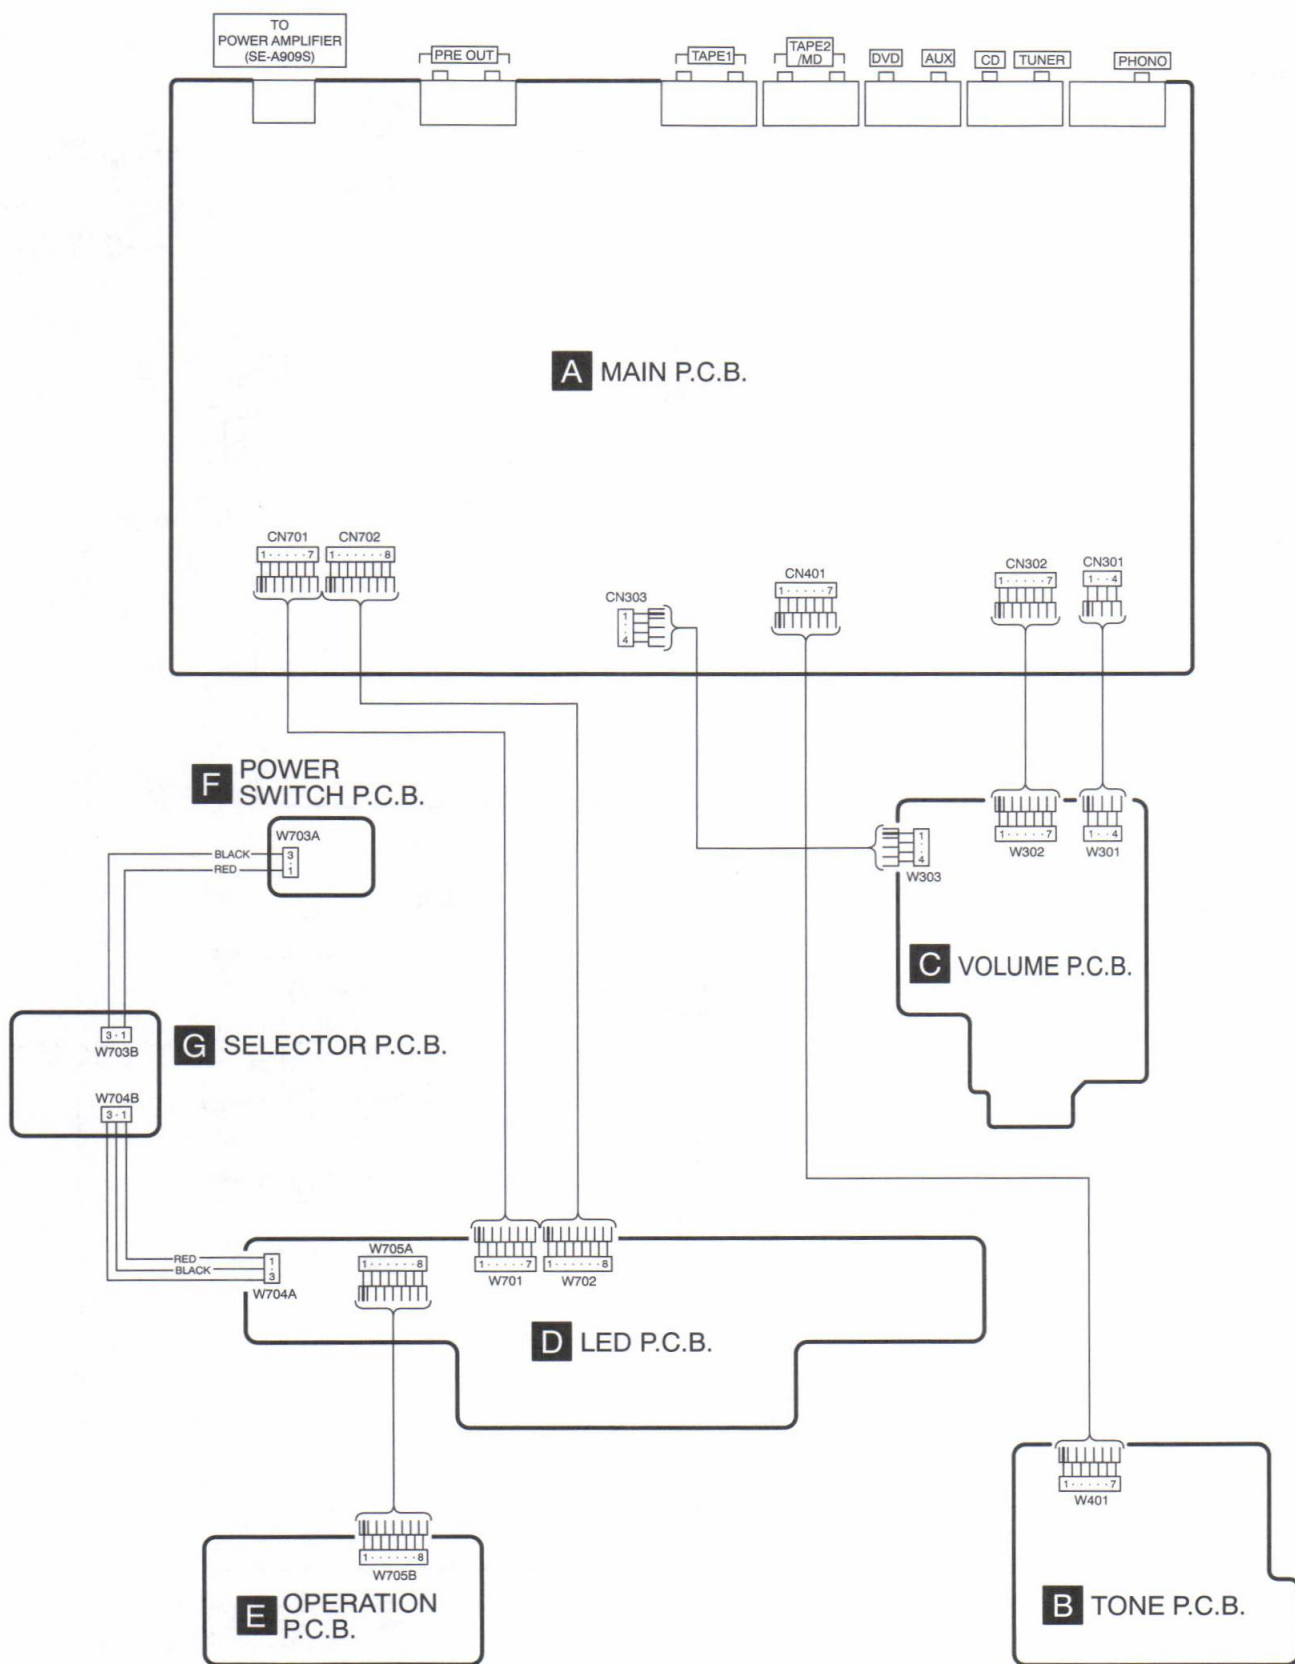 TO
POWER AMPLIFIER
(SE-A909S)
PRE OUT
TAPE1
TAPE2
/MD
DVD
AUX
CD
TUNER
PHONO
A MAIN P.C.B.
CN701
1 · · · · · 7
CN702
1 · · · · · · 8
CN303
1
·
·
4
CN401
1 · · · · · 7
CN302
1 · · · · · 7
CN301
1 · · 4
F POWER
SWITCH P.C.B.
W703A
3
·
1
BLACK
RED
1 · · · · · 7
W302
1 · · 4
W301
1
·
·
4
W303
C VOLUME P.C.B.
3 · 1
W703B
G SELECTOR P.C.B.
W704B
3 · 1
RED
BLACK
1
·
3
W704A
W705A
1 · · · · · · 8
1 · · · · · 7
W701
1 · · · · · · 8
W702
D LED P.C.B.
1 · · · · · 7
W401
1 · · · · · · 8
W705B
E OPERATION
P.C.B.
B TONE P.C.B.